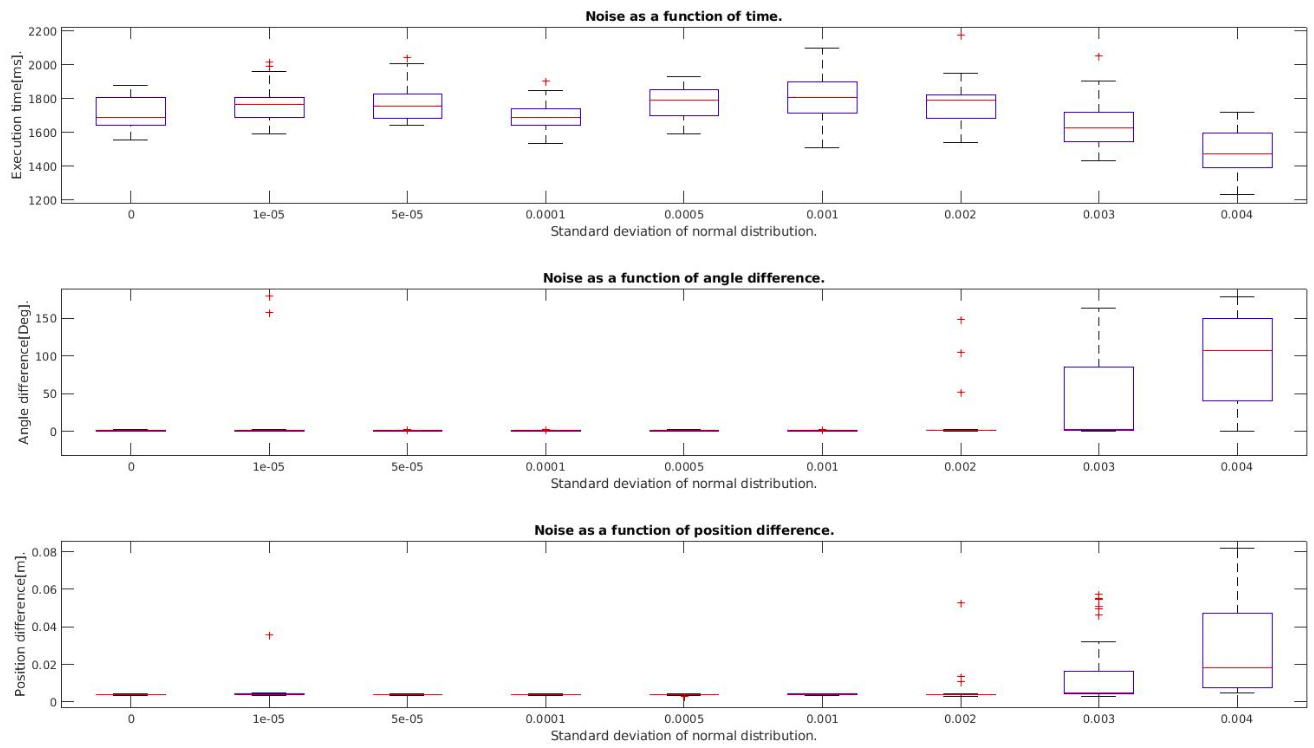 Noise as a function of time.
Execution time[ms].
2200
2000
1800
1600
1400
1200
0 1e-05 5e-05 0.0001 0.0005 0.001 0.002 0.003 0.004
Standard deviation of normal distribution.
Noise as a function of angle difference.
Angle difference[Deg].
150
100
50
0
0 1e-05 5e-05 0.0001 0.0005 0.001 0.002 0.003 0.004
Standard deviation of normal distribution.
Noise as a function of position difference.
Position difference[m].
0.08
0.06
0.04
0.02
0
0 1e-05 5e-05 0.0001 0.0005 0.001 0.002 0.003 0.004
Standard deviation of normal distribution.